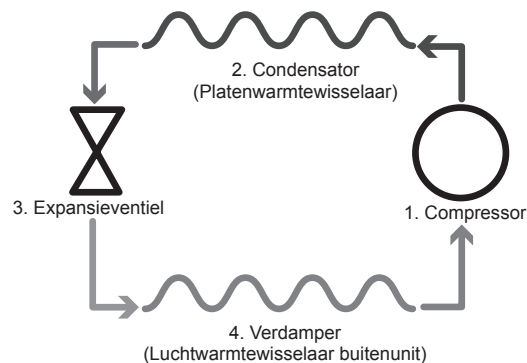 2. Condensator
(Platenwarmtewisselaar)
3. Expansieventiel
1. Compressor
4. Verdamper
(Luchtwarmtewisselaar buitenunit)